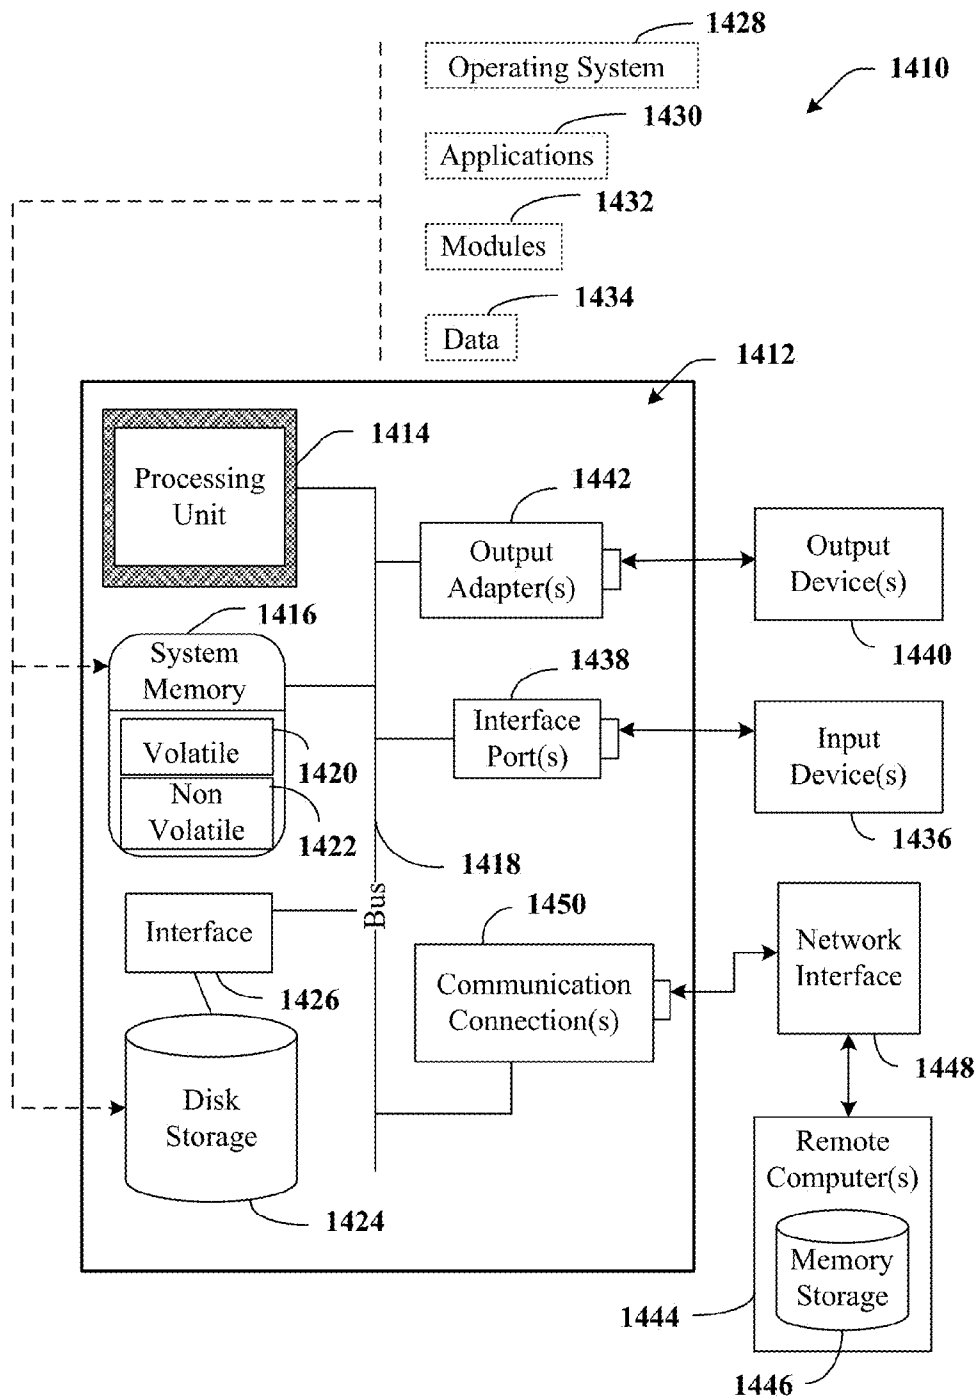 1428
Operating System
1410
1430
Applications
1432
Modules
1434
Data
1412
1414
Processing
Unit
1442
Output
Adapter(s)
Output
Device(s)
1440
1416
System
Memory
1438
Interface
Port(s)
Input
Device(s)
1436
Volatile
1420
Non
Volatile
1422
1418
Bus
1450
Interface
1426
Communication
Connection(s)
Network
Interface
1448
Disk
Storage
1424
Remote
Computer(s)
Memory
Storage
1444
1446